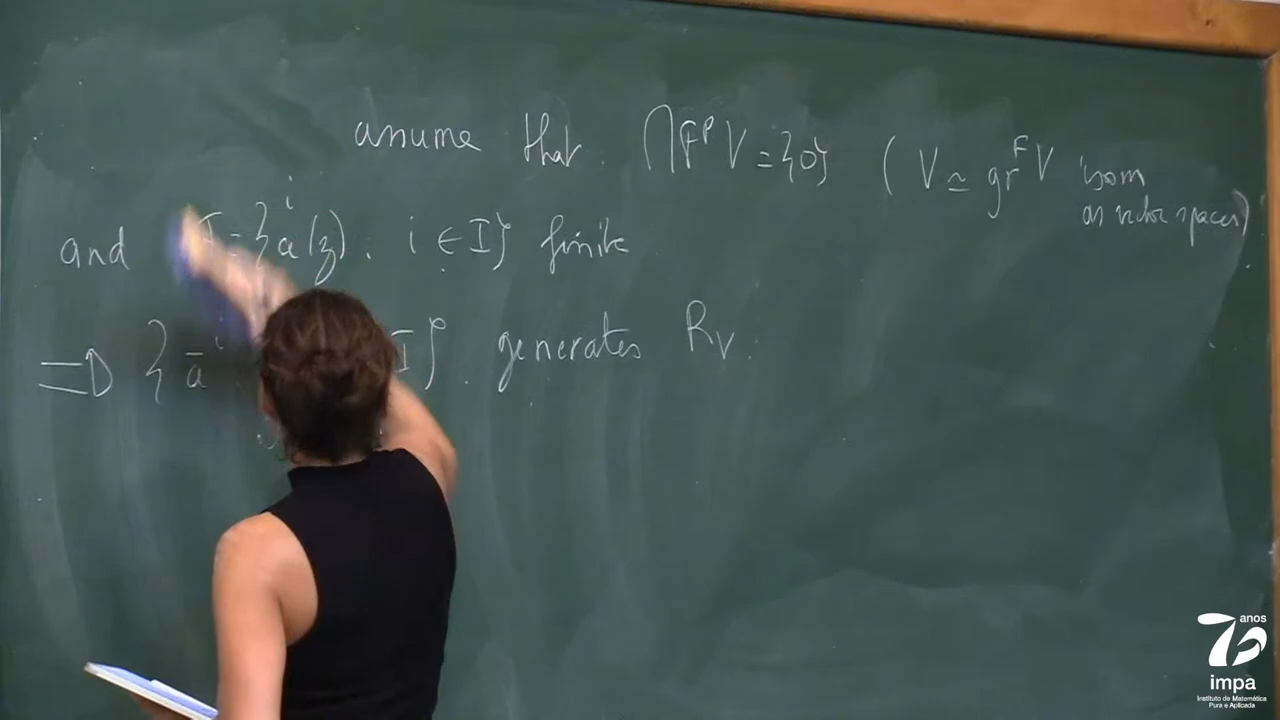 assume that . ⋂F^p V = {0} ( V ≃ gr^F V isom
as vector spaces)
and = { a^i(z) . i ∈ I } finite
⟹ { ā^i I } . generates R_V .
70 anos
impa
Instituto de Matemática
Pura e Aplicada